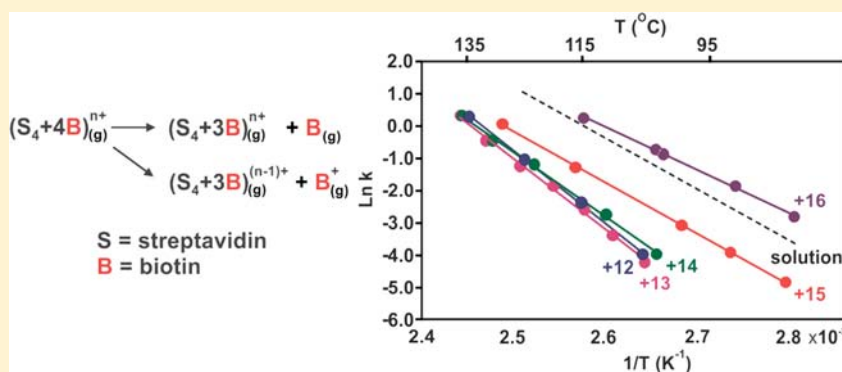 (S₄+4B)ⁿ⁺(g) → (S₄+3B)ⁿ⁺(g) + B(g)
(S₄+3B)⁽ⁿ⁻¹⁾⁺(g) + B⁺(g)
S = streptavidin
B = biotin
T (°C)
135 115 95
Ln k
2.0
1.0
0.0
-1.0
-2.0
-3.0
-4.0
-5.0
-6.0
+16
solution
+12 +14
+13
+15
2.4 2.5 2.6 2.7 2.8 ×10⁻
1/T (K⁻¹)